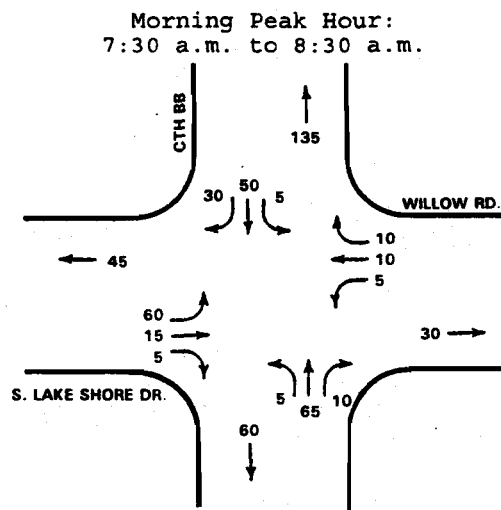 Morning Peak Hour:
7:30 a.m. to 8:30 a.m.
CTH BB
135
30 50 5
WILLOW RD.
10
45
10
5
60
15
5
30
S. LAKE SHORE DR.
5 65 10
60